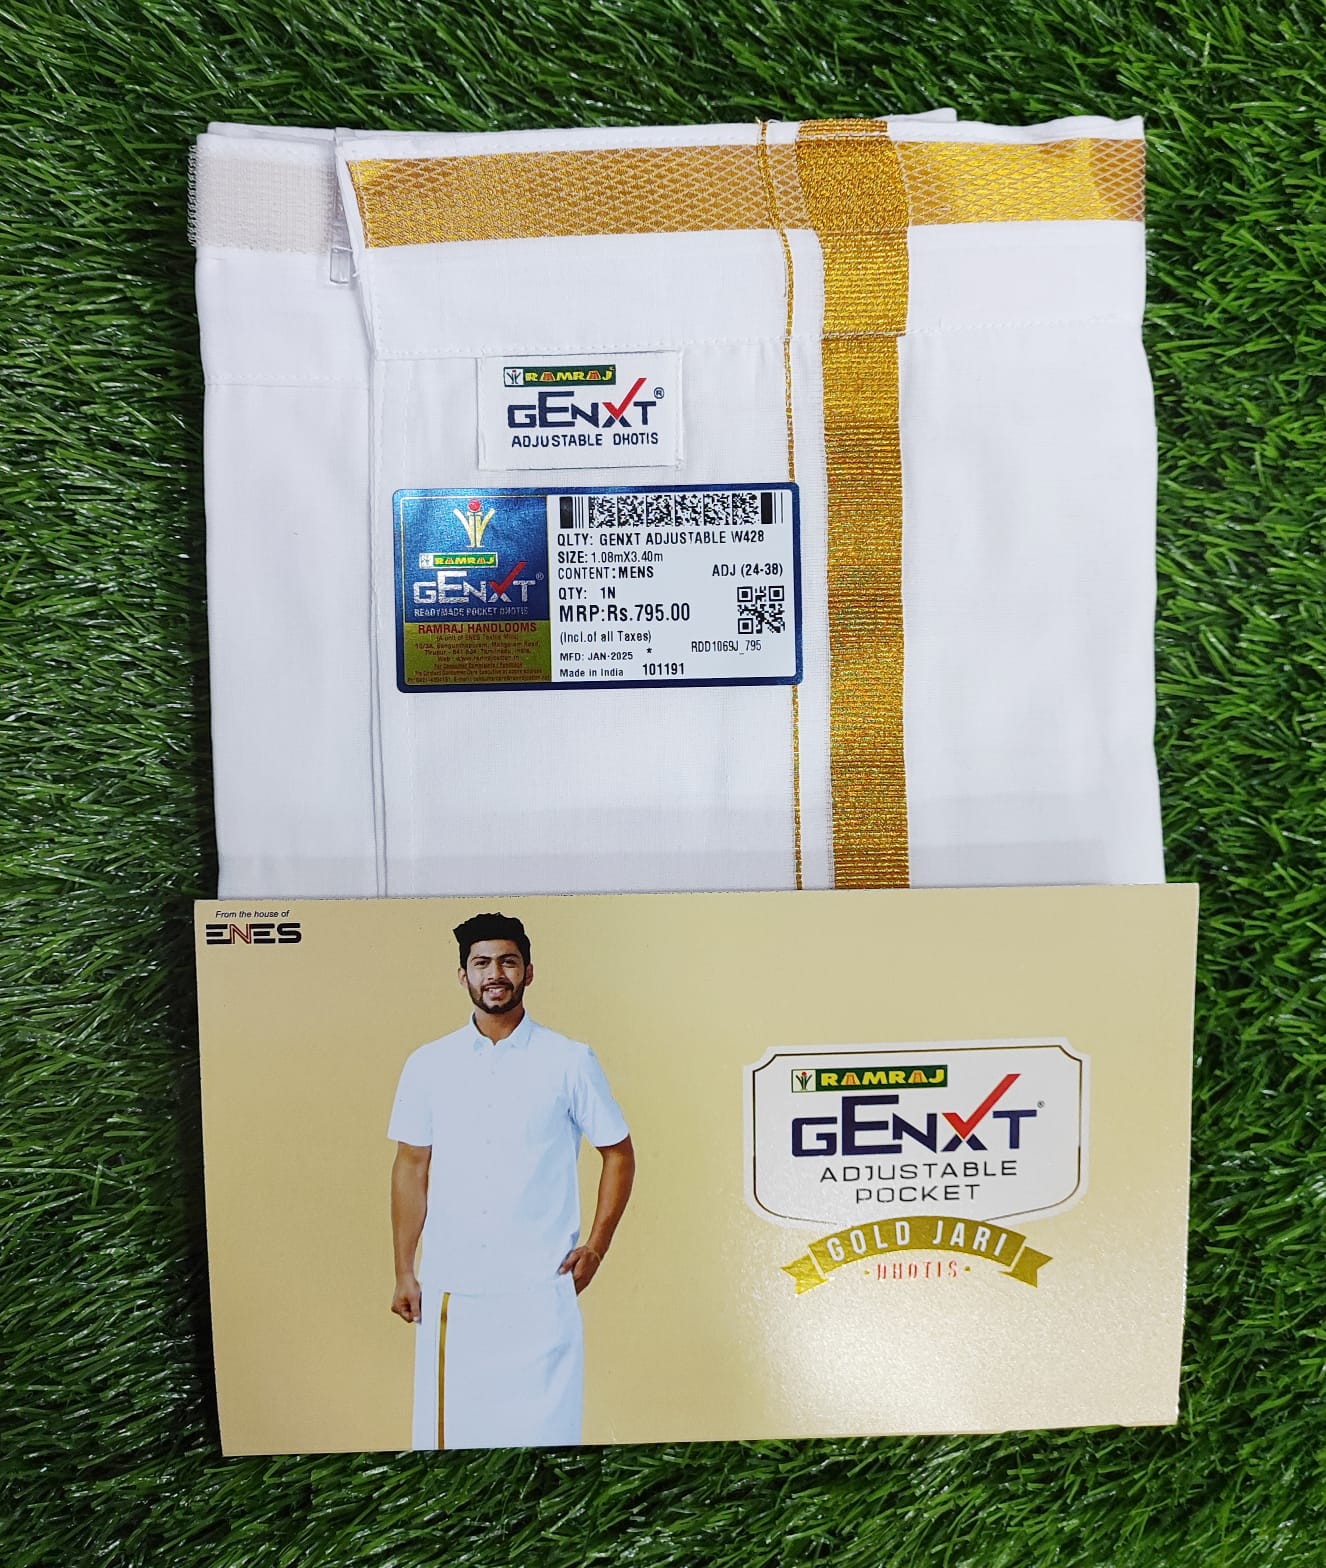 RAMRAJ
GENXT®
ADJUSTABLE DHOTIS
RAMRAJ
GENXT®
READYMADE POCKET DHOTIS
RAMRAJ HANDLOOMS
QLTY: GENXT ADJUSTABLE W428
SIZE: 1.08mX3.40m
CONTENT: MENS ADJ (24-38)
QTY: 1N
MRP:Rs.795.00
(Incl.of all Taxes)
MFD: JAN-2025 * RDD1069J_795
Made in India 101191
From the house of
ENES
RAMRAJ
GENXT®
ADJUSTABLE
POCKET
GOLD JARI
·DHOTIS·